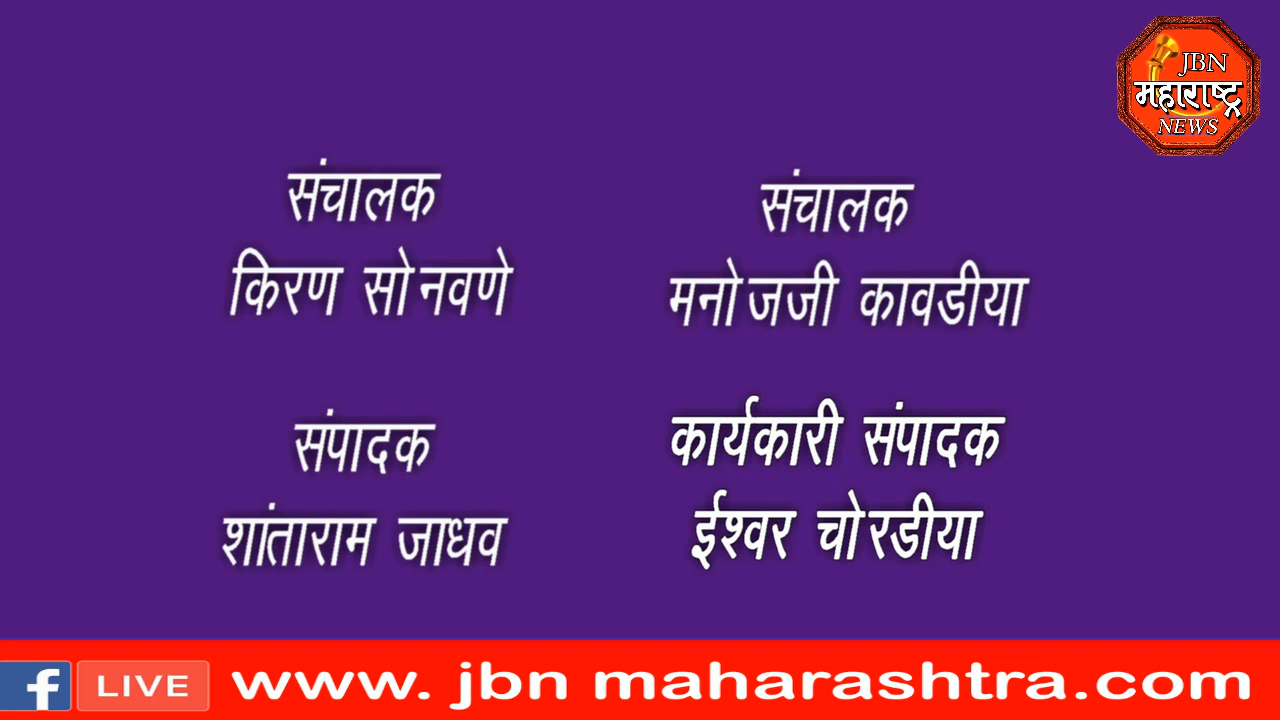 JBN
महाराष्ट्र
NEWS
संचालक
किरण सोनवणे
संचालक
मनोजजी कावडीया
संपादक
शांताराम जाधव
कार्यकारी संपादक
ईश्वर चोरडीया
f LIVE www. jbn maharashtra.com